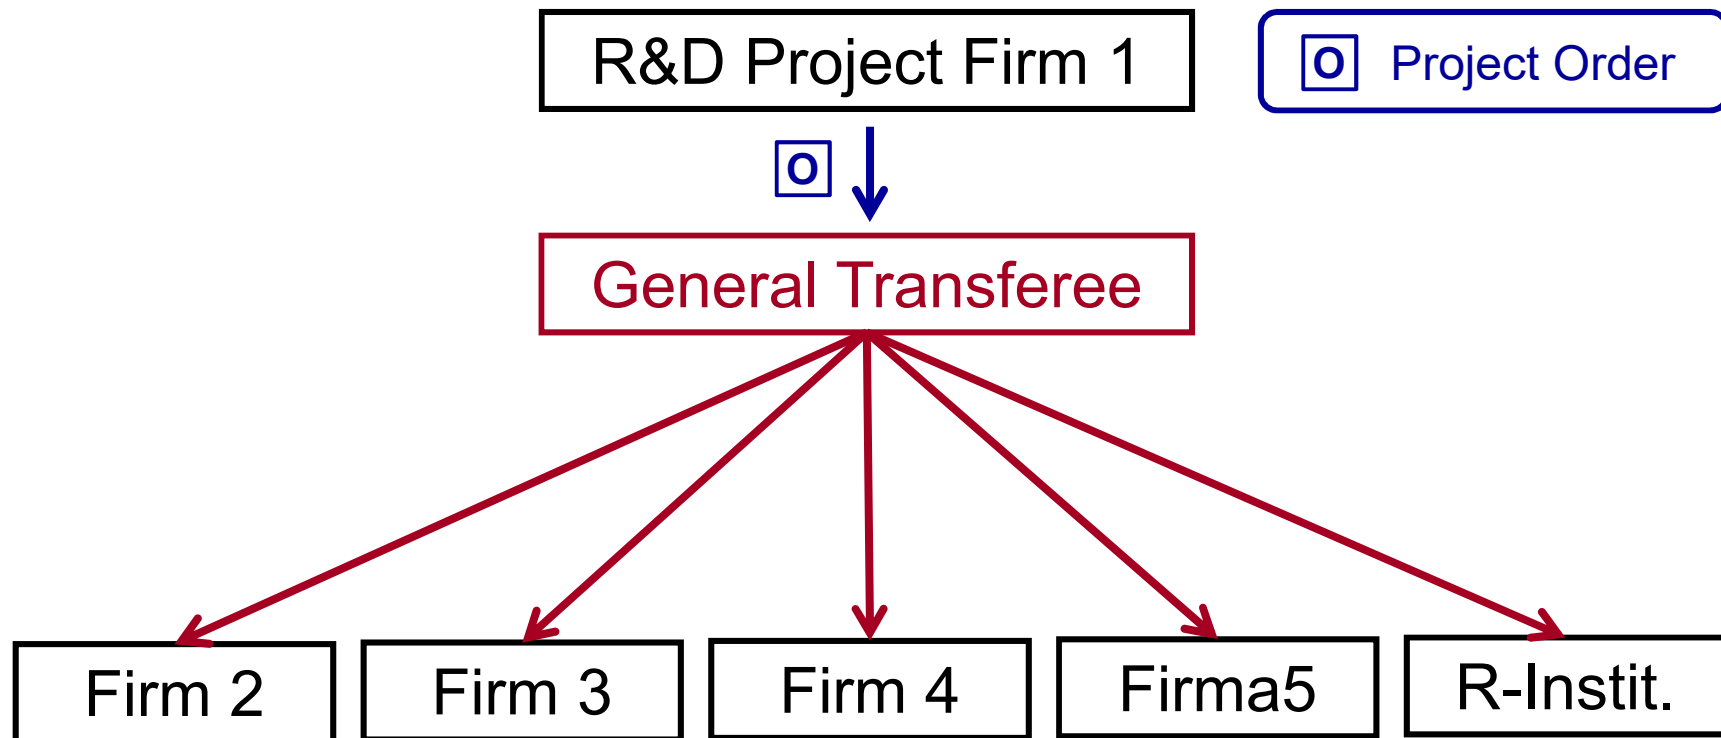 R&D Project Firm 1
O Project Order
O
General Transferee
Firm 2
Firm 3
Firm 4
Firma5
R-Instit.